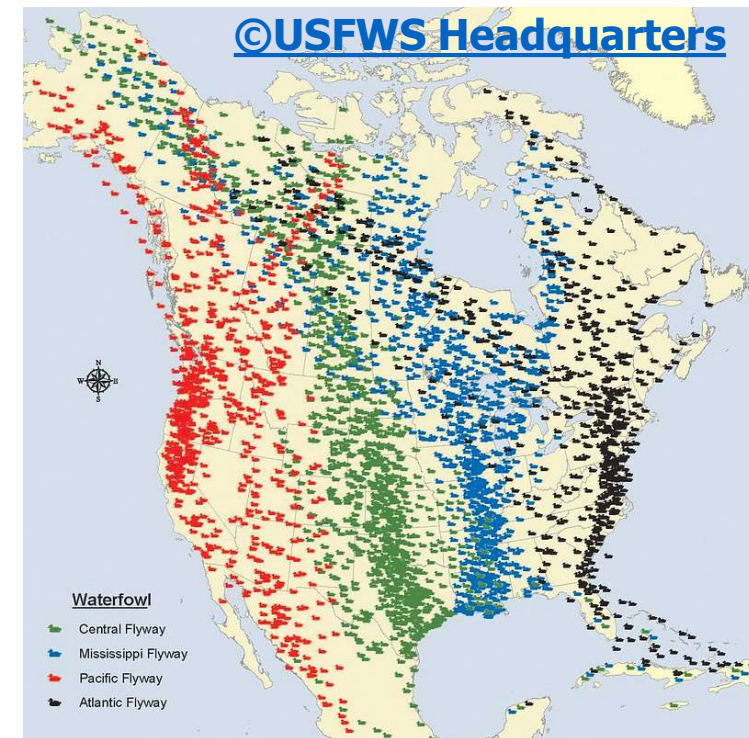 ©USFWS Headquarters
N
W E
S
Waterfowl
Central Flyway
Mississippi Flyway
Pacific Flyway
Atlantic Flyway